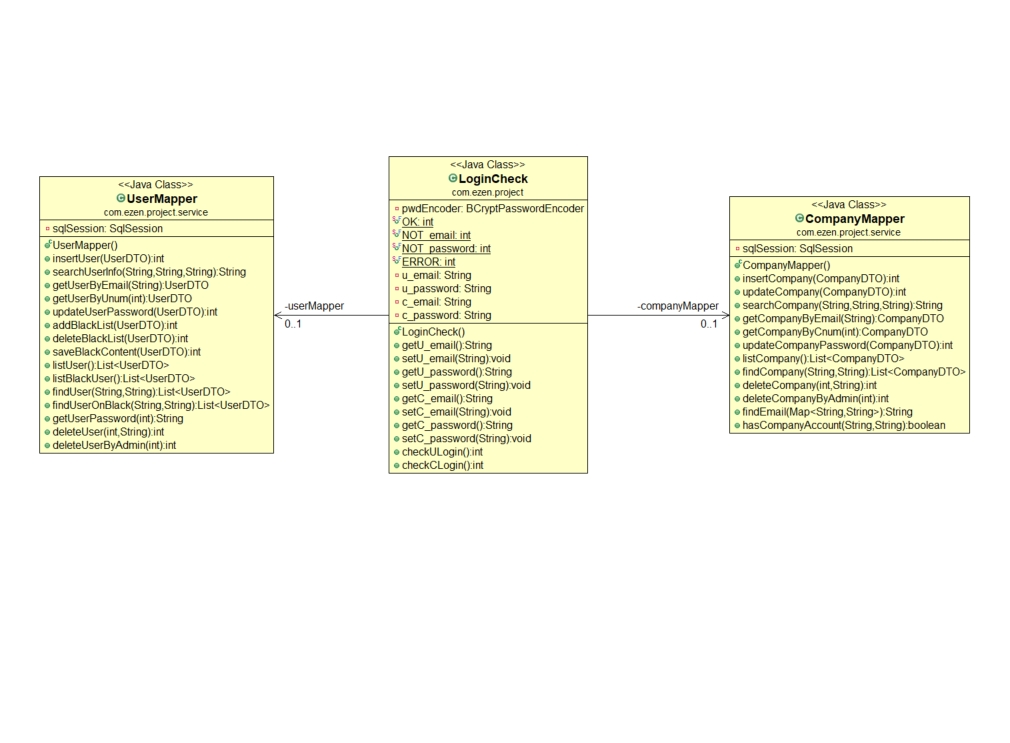 <<Java Class>>
UserMapper
com.ezen.project.service
sqlSession: SqlSession
UserMapper()
insertUser(UserDTO):int
searchUserInfo(String,String,String):String
getUserByEmail(String):UserDTO
getUserByUnum(int):UserDTO
updateUserPassword(UserDTO):int
addBlackList(UserDTO):int
deleteBlackList(UserDTO):int
saveBlackContent(UserDTO):int
listUser():List<UserDTO>
listBlackUser():List<UserDTO>
findUser(String,String):List<UserDTO>
findUserOnBlack(String,String):List<UserDTO>
getUserPassword(int):String
deleteUser(int,String):int
deleteUserByAdmin(int):int
-userMapper
0..1
<<Java Class>>
LoginCheck
com.ezen.project
pwdEncoder: BCryptPasswordEncoder
OK: int
NOT_email: int
NOT_password: int
ERROR: int
u_email: String
u_password: String
c_email: String
c_password: String
LoginCheck()
getU_email():String
setU_email(String):void
getU_password():String
setU_password(String):void
getC_email():String
setC_email(String):void
getC_password():String
setC_password(String):void
checkULogin():int
checkCLogin():int
-companyMapper
0..1
<<Java Class>>
CompanyMapper
com.ezen.project.service
sqlSession: SqlSession
CompanyMapper()
insertCompany(CompanyDTO):int
updateCompany(CompanyDTO):int
searchCompany(String,String,String):String
getCompanyByEmail(String):CompanyDTO
getCompanyByCnum(int):CompanyDTO
updateCompanyPassword(CompanyDTO):int
listCompany():List<CompanyDTO>
findCompany(String,String):List<CompanyDTO>
deleteCompany(int,String):int
deleteCompanyByAdmin(int):int
findEmail(Map<String,String>):String
hasCompanyAccount(String,String):boolean